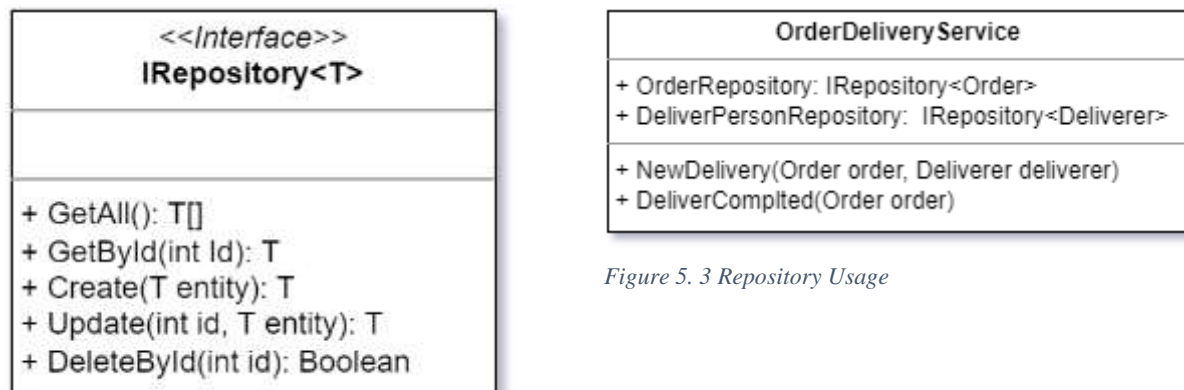 <<Interface>>
IRepository<T>
+ GetAll(): T[]
+ GetById(int Id): T
+ Create(T entity): T
+ Update(int id, T entity): T
+ DeleteById(int id): Boolean
OrderDeliveryService
+ OrderRepository: IRepository<Order>
+ DeliverPersonRepository: IRepository<Deliverer>
+ NewDelivery(Order order, Deliverer deliverer)
+ DeliverComplted(Order order)
Figure 5. 3 Repository Usage